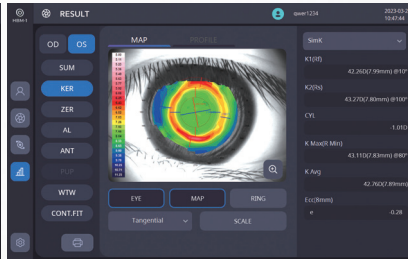 RESULT
qwer1234
2023-03-2
10:47:44
OD
OS
SUM
KER
ZER
AL
ANT
PUP
WTW
CONT.FIT
MAP
PROFILE
EYE
MAP
RING
Tangential
SCALE
SimK
K1(Rf)
42.26D(7.99mm) @10°
K2(Rs)
43.27D(7.80mm) @100°
CYL
-1.01D
K Max(R Min)
43.11D(7.83mm) @80°
K Avg
42.76D(7.89mm)
Ecc(8mm)
e
0.28